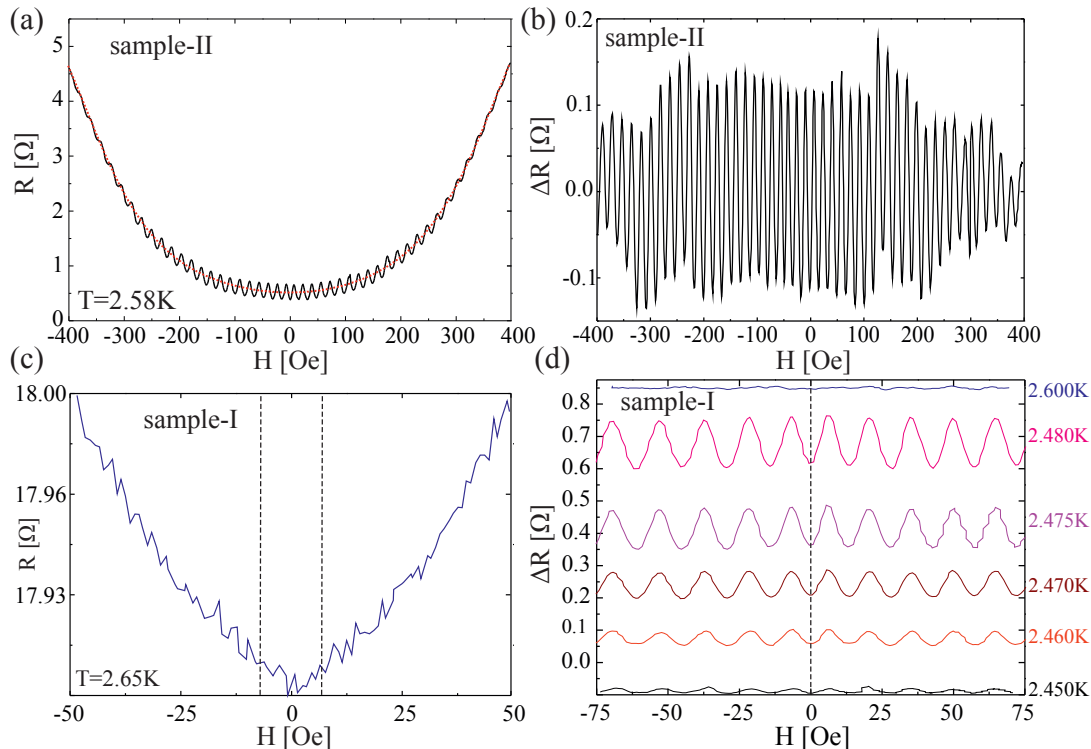 (a)
sample-II
R [Ω]
5
4
3
2
1
0
T=2.58K
-400 -300 -200 -100 0 100 200 300 400
H [Oe]
(b)
sample-II
ΔR [Ω]
0.2
0.1
0.0
-0.1
-400 -300 -200 -100 0 100 200 300 400
H [Oe]
(c)
sample-I
R [Ω]
18.00
17.96
17.93
T=2.65K
-50 -25 0 25 50
H [Oe]
(d)
sample-I
ΔR [Ω]
0.8
0.7
0.6
0.5
0.4
0.3
0.2
0.1
0.0
2.600K
2.480K
2.475K
2.470K
2.460K
2.450K
-75 -50 -25 0 25 50 75
H [Oe]